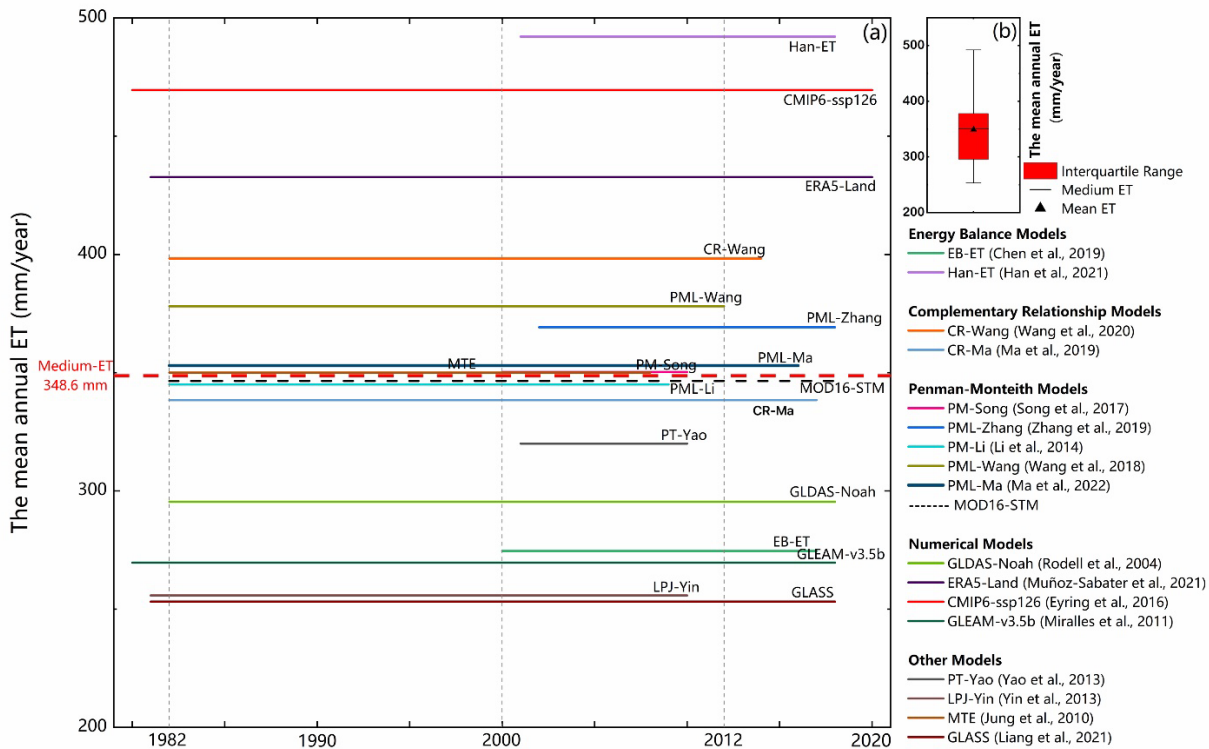 The mean annual ET (mm/year)
500
400
300
200
1982
1990
2000
2012
2020
(a)
Han-ET
CMIP6-ssp126
ERA5-Land
CR-Wang
PML-Wang
PML-Zhang
Medium-ET
348.6 mm
MTE
PM-Song
PML-Ma
MOD16-STM
PML-Li
CR-Ma
PT-Yao
GLDAS-Noah
EB-ET
GLEAM-v3.5b
LPJ-Yin
GLASS
(b)
500
400
300
200
The mean annual ET
(mm/year)
Interquartile Range
Medium ET
Mean ET
Energy Balance Models
EB-ET (Chen et al., 2019)
Han-ET (Han et al., 2021)
Complementary Relationship Models
CR-Wang (Wang et al., 2020)
CR-Ma (Ma et al., 2019)
Penman-Monteith Models
PM-Song (Song et al., 2017)
PML-Zhang (Zhang et al., 2019)
PM-Li (Li et al., 2014)
PML-Wang (Wang et al., 2018)
PML-Ma (Ma et al., 2022)
MOD16-STM
Numerical Models
GLDAS-Noah (Rodell et al., 2004)
ERA5-Land (Muñoz-Sabater et al., 2021)
CMIP6-ssp126 (Eyring et al., 2016)
GLEAM-v3.5b (Miralles et al., 2011)
Other Models
PT-Yao (Yao et al., 2013)
LPJ-Yin (Yin et al., 2013)
MTE (Jung et al., 2010)
GLASS (Liang et al., 2021)